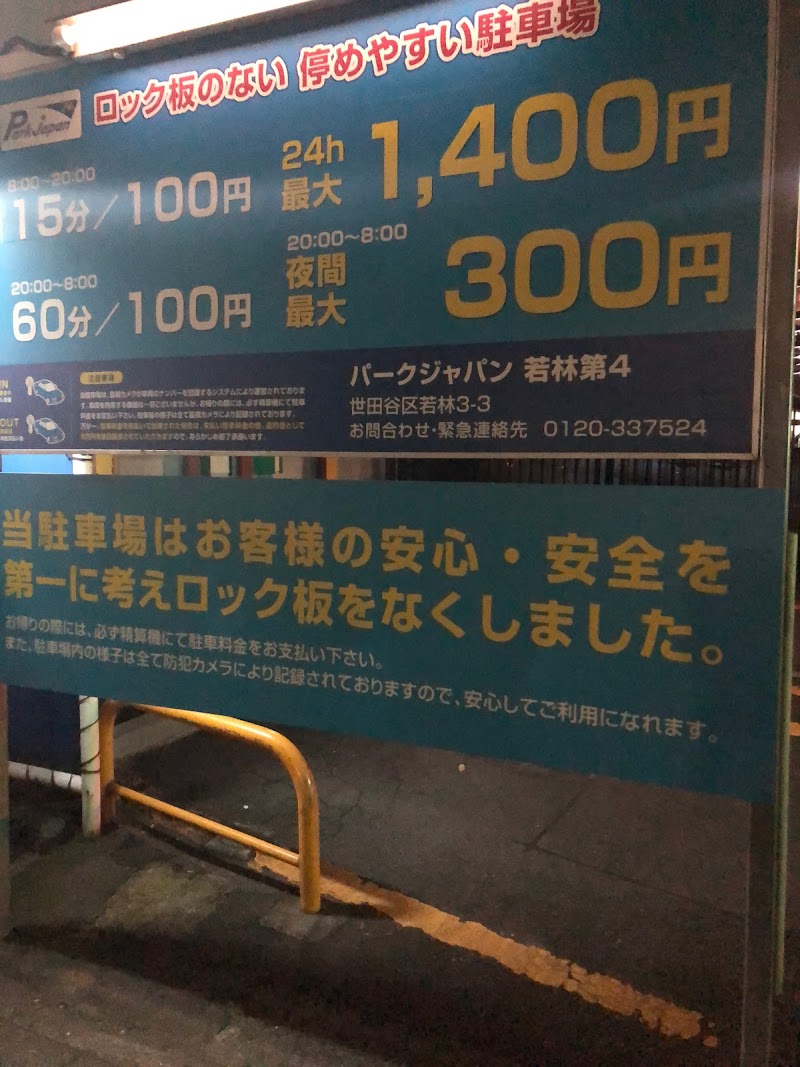 ロック板のない 停めやすい駐車場
Park Japan
8:00〜20:00
15分／100円
24h
最大
1,400円
20:00〜8:00
60分／100円
20:00〜8:00
夜間
最大
300円
注意事項
IN
OUT
パークジャパン 若林第4
世田谷区若林3-3
お問合わせ・緊急連絡先 0120-337524
当駐車場はお客様の安心・安全を
第一に考えロック板をなくしました。
お帰りの際には、必ず精算機にて駐車料金をお支払い下さい。
また、駐車場内の様子は全て防犯カメラにより記録されておりますので、安心してご利用になれます。